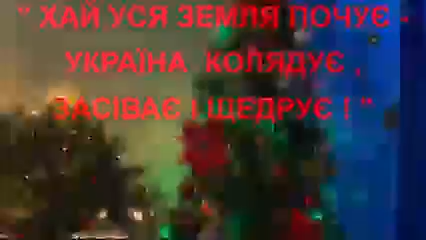 " ХАЙ УСЯ ЗЕМЛЯ ПОЧУЄ -
УКРАЇНА КОЛЯДУЄ ,
ЗАСІВАЄ І ЩЕДРУЄ ! "